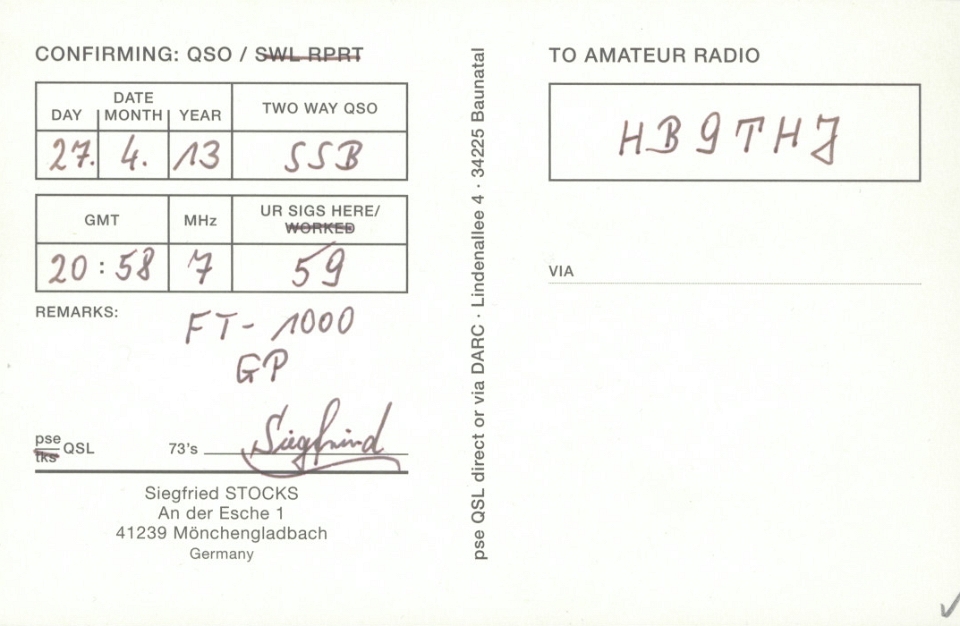 CONFIRMING: QSO / SWL RPRT
DATE
DAY MONTH YEAR TWO WAY QSO
27. 4. 13 SSB
GMT MHz UR SIGS HERE/
WORKED
20:58 7 59
REMARKS: FT-1000
GP
pse
tks QSL 73's Siegfried
Siegfried STOCKS
An der Esche 1
41239 Mönchengladbach
Germany
pse QSL direct or via DARC · Lindenallee 4 · 34225 Baunatal
TO AMATEUR RADIO
HB9THJ
VIA